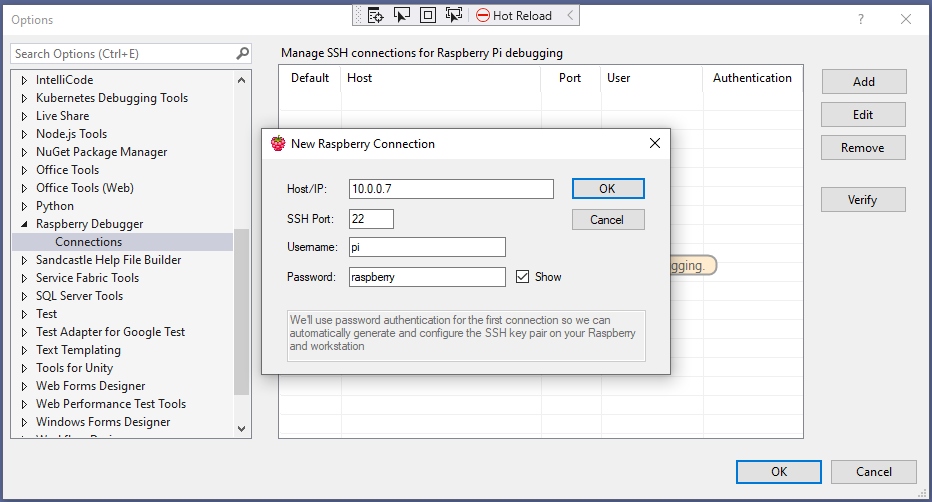 Options
Hot Reload
?
Search Options (Ctrl+E)
IntelliCode
Kubernetes Debugging Tools
Live Share
Node.js Tools
NuGet Package Manager
Office Tools
Office Tools (Web)
Python
Raspberry Debugger
Connections
Sandcastle Help File Builder
Service Fabric Tools
SQL Server Tools
Test
Test Adapter for Google Test
Text Templating
Tools for Unity
Web Forms Designer
Web Performance Test Tools
Windows Forms Designer
Manage SSH connections for Raspberry Pi debugging
Default Host Port User Authentication
Add
Edit
Remove
Verify
New Raspberry Connection
Host/IP: 10.0.0.7 OK
SSH Port: 22 Cancel
Username: pi
Password: raspberry Show
We'll use password authentication for the first connection so we can
automatically generate and configure the SSH key pair on your Raspberry
and workstation
OK Cancel